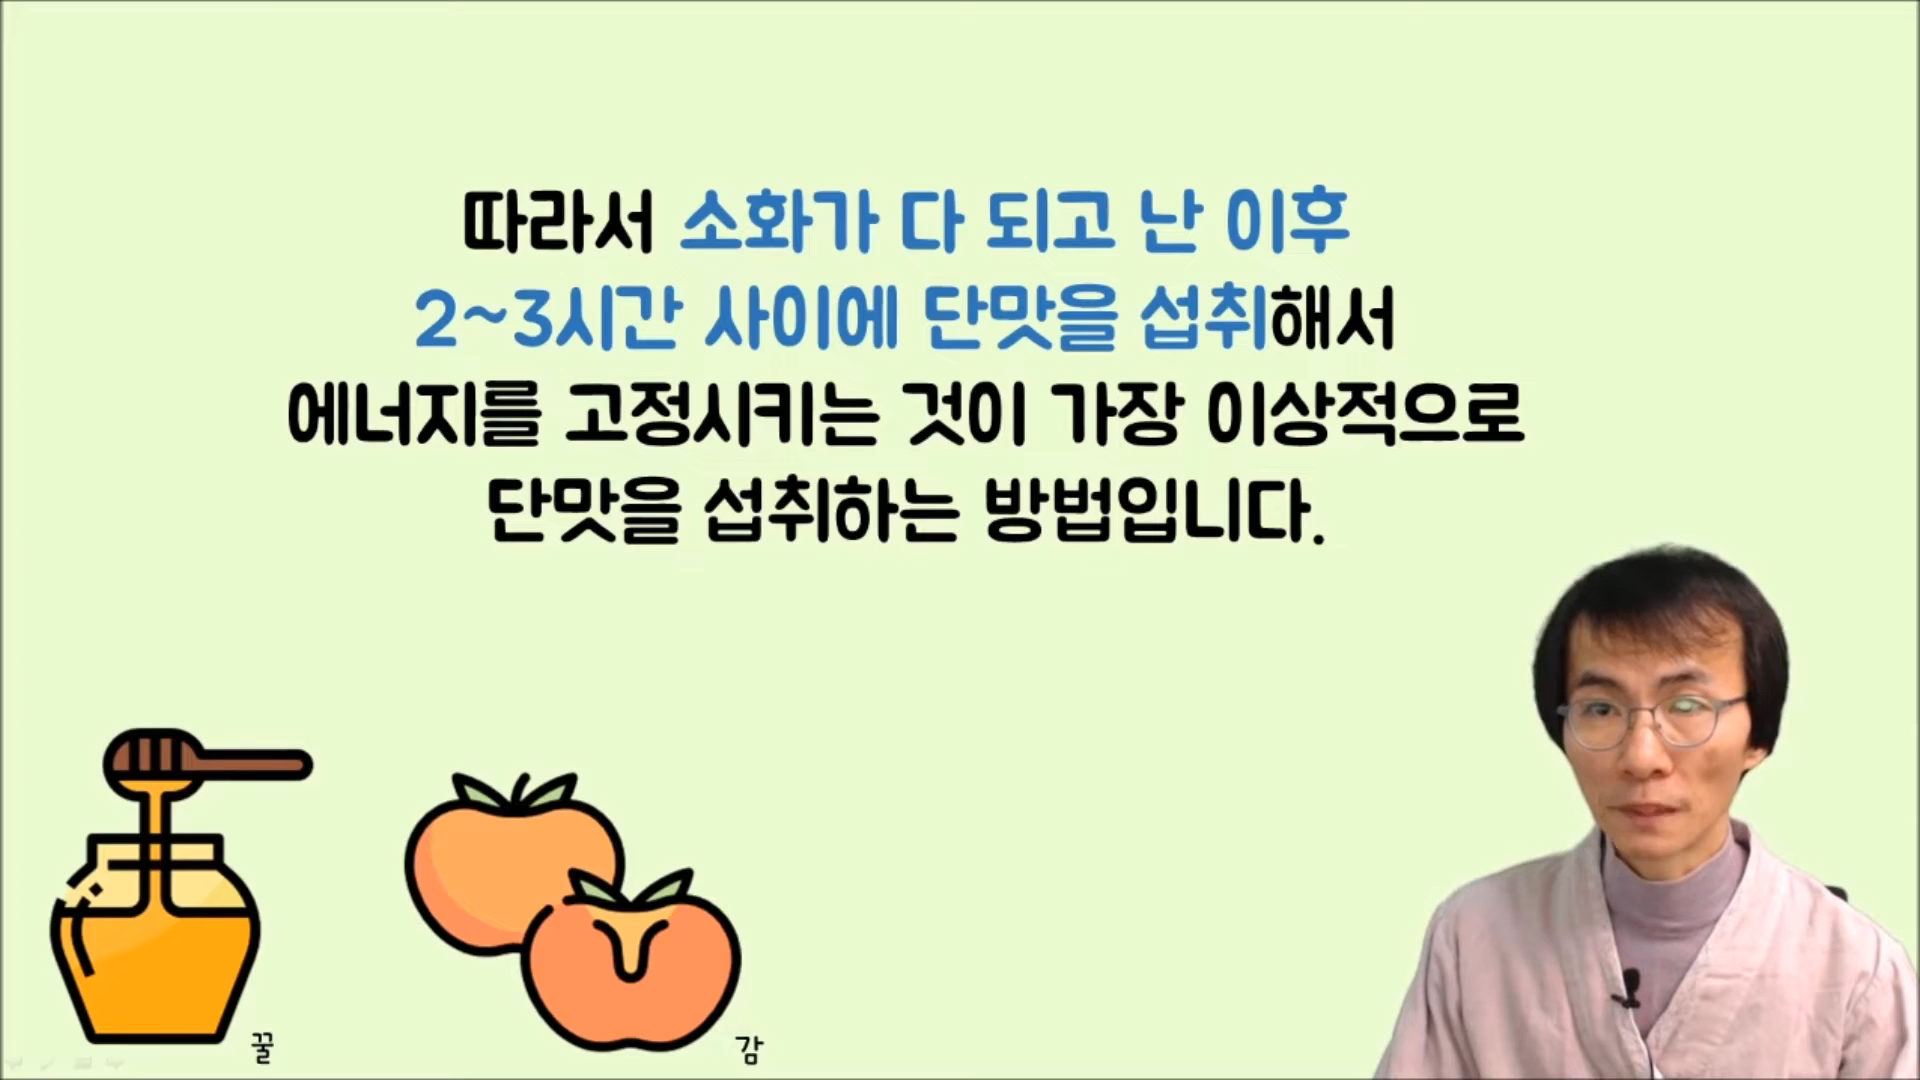 따라서 소화가 다 되고 난 이후
2~3시간 사이에 단맛을 섭취해서
에너지를 고정시키는 것이 가장 이상적으로
단맛을 섭취하는 방법입니다.
꿀
감